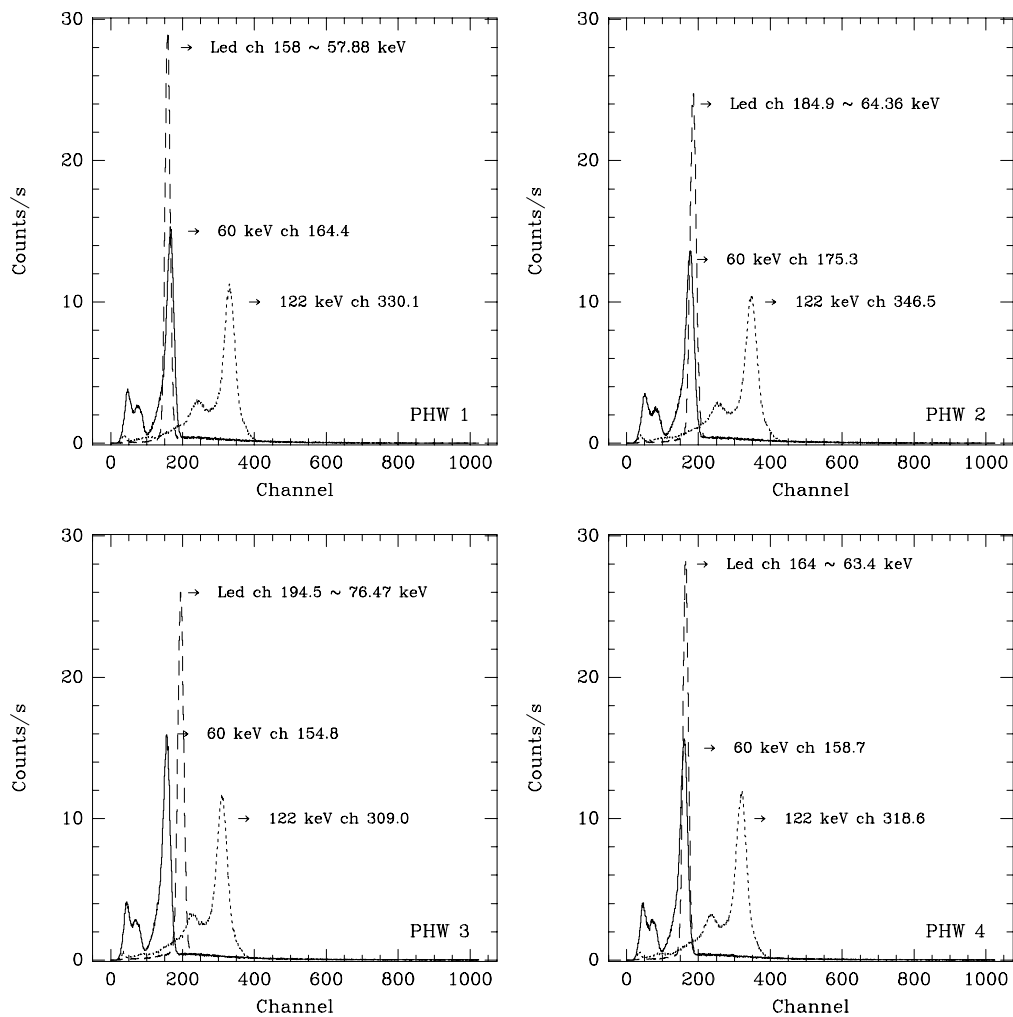 30
Led ch 158 ~ 57.88 keV
20
Counts/s
60 keV ch 164.4
10
122 keV ch 330.1
PHW 1
0
0 200 400 600 800 1000
Channel
30
Led ch 184.9 ~ 64.36 keV
20
Counts/s
60 keV ch 175.3
10
122 keV ch 346.5
PHW 2
0
0 200 400 600 800 1000
Channel
30
Led ch 194.5 ~ 76.47 keV
20
Counts/s
60 keV ch 154.8
10
122 keV ch 309.0
PHW 3
0
0 200 400 600 800 1000
Channel
30
Led ch 164 ~ 63.4 keV
20
Counts/s
60 keV ch 158.7
10
122 keV ch 318.6
PHW 4
0
0 200 400 600 800 1000
Channel